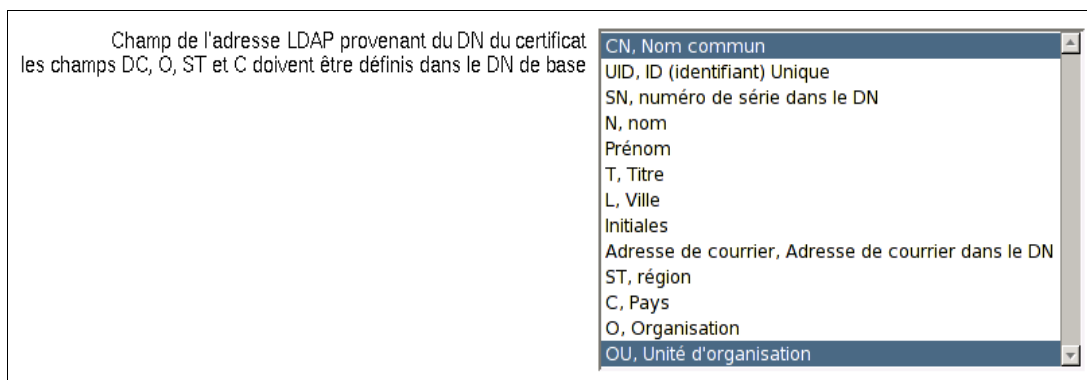 Champ de l'adresse LDAP provenant du DN du certificat
les champs DC, O, ST et C doivent être définis dans le DN de base
CN, Nom commun
UID, ID (identifiant) Unique
SN, numéro de série dans le DN
N, nom
Prénom
T, Titre
L, Ville
Initiales
Adresse de courrier, Adresse de courrier dans le DN
ST, région
C, Pays
O, Organisation
OU, Unité d'organisation